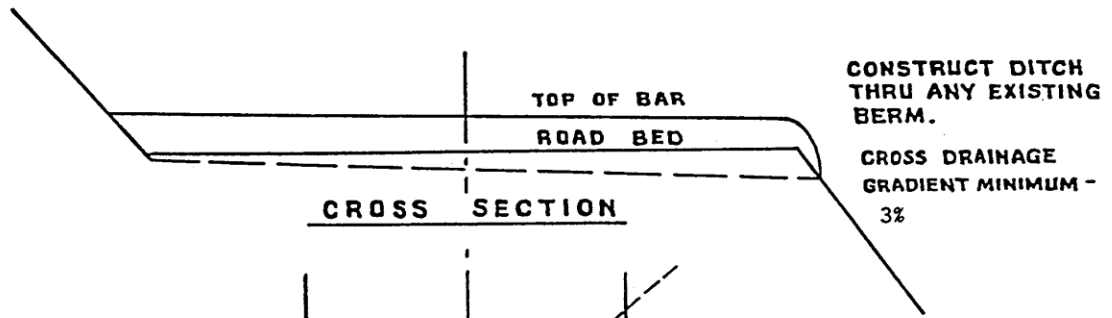 TOP OF BAR
ROAD BED
CROSS SECTION
CONSTRUCT DITCH
THRU ANY EXISTING
BERM.
CROSS DRAINAGE
GRADIENT MINIMUM -
3%